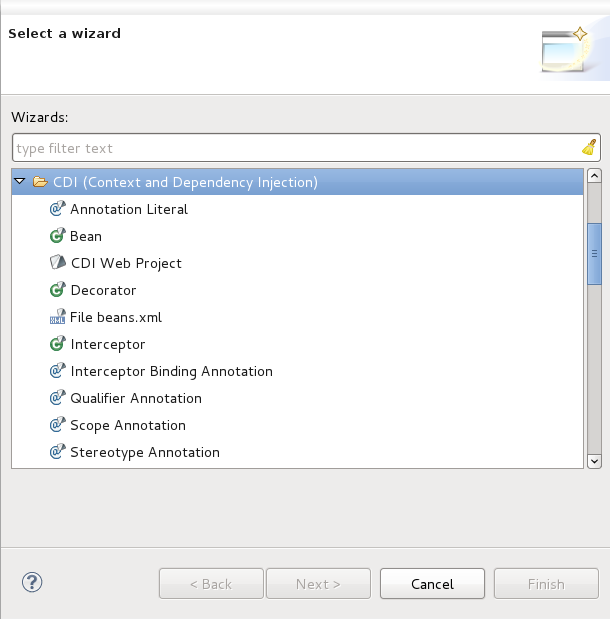 Select a wizard
Wizards:
type filter text
CDI (Context and Dependency Injection)
Annotation Literal
Bean
CDI Web Project
Decorator
File beans.xml
Interceptor
Interceptor Binding Annotation
Qualifier Annotation
Scope Annotation
Stereotype Annotation
? < Back Next > Cancel Finish